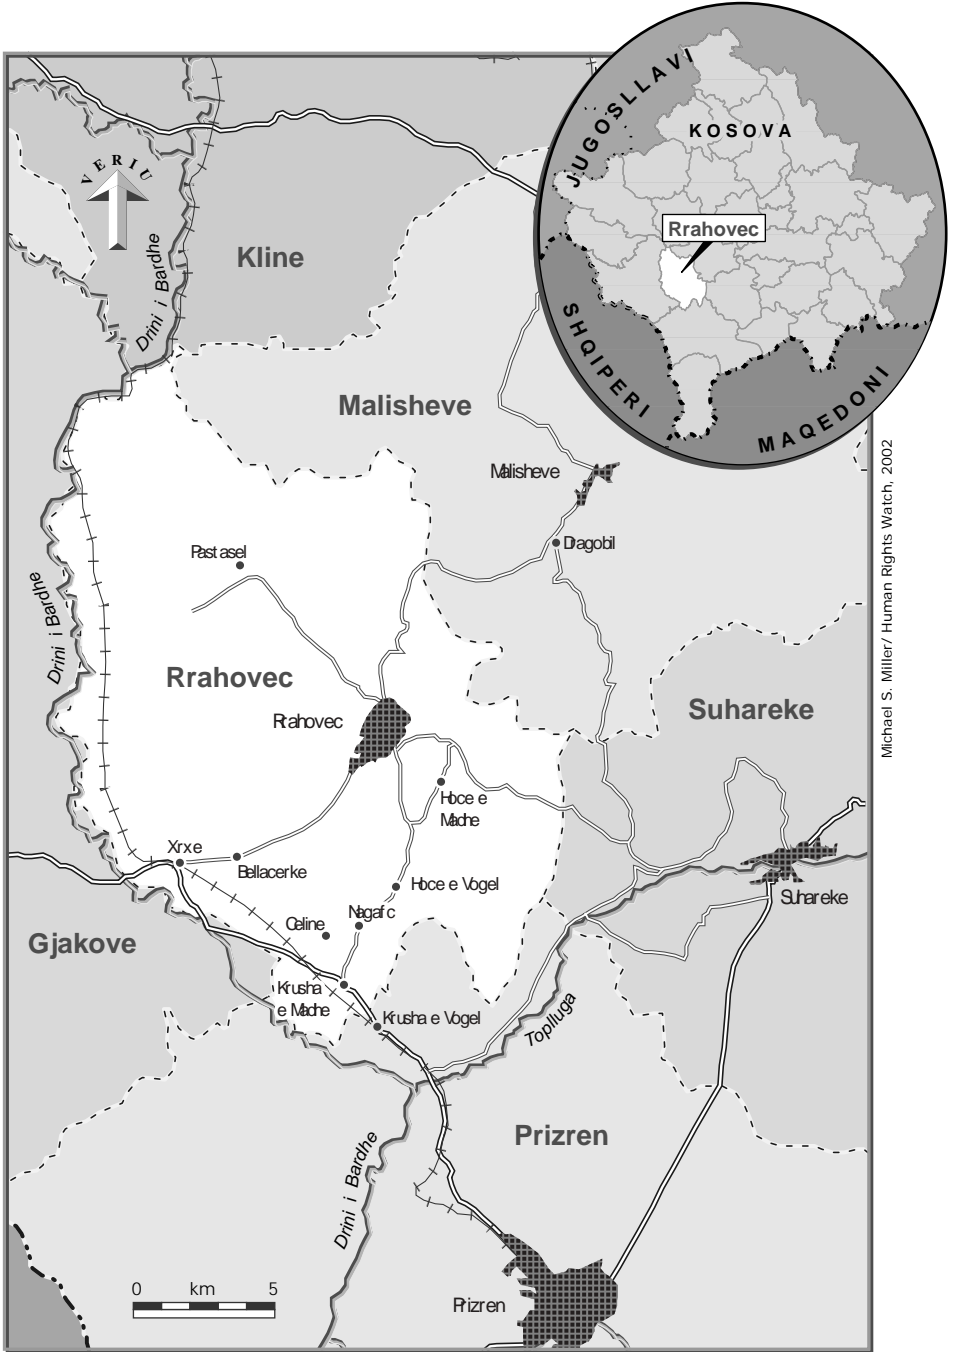 JUGOSLLAVI
KOSOVA
Rrahovec
SHQIPERI
MAQEDONI
VERIU
Drini i Bardhe
Kline
Malisheve
Malisheve
Dragobil
Pastasel
Drini i Bardhe
Rrahovec
Rrahovec
Suhareke
Hoce e
Madhe
Xrxe
Bellacerke
Hoce e Vogel
Suhareke
Nagafc
Celine
Gjakove
Krusha
e Madhe
Krusha e Vogel
Toplluga
Prizren
Drini i Bardhe
0 km 5
Prizren
Michael S. Miller/ Human Rights Watch, 2002